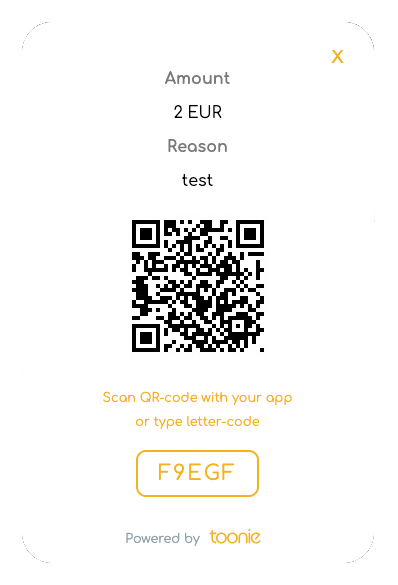 X
Amount
2 EUR
Reason
test
Scan QR-code with your app
or type letter-code
F9EGF
Powered by toonie